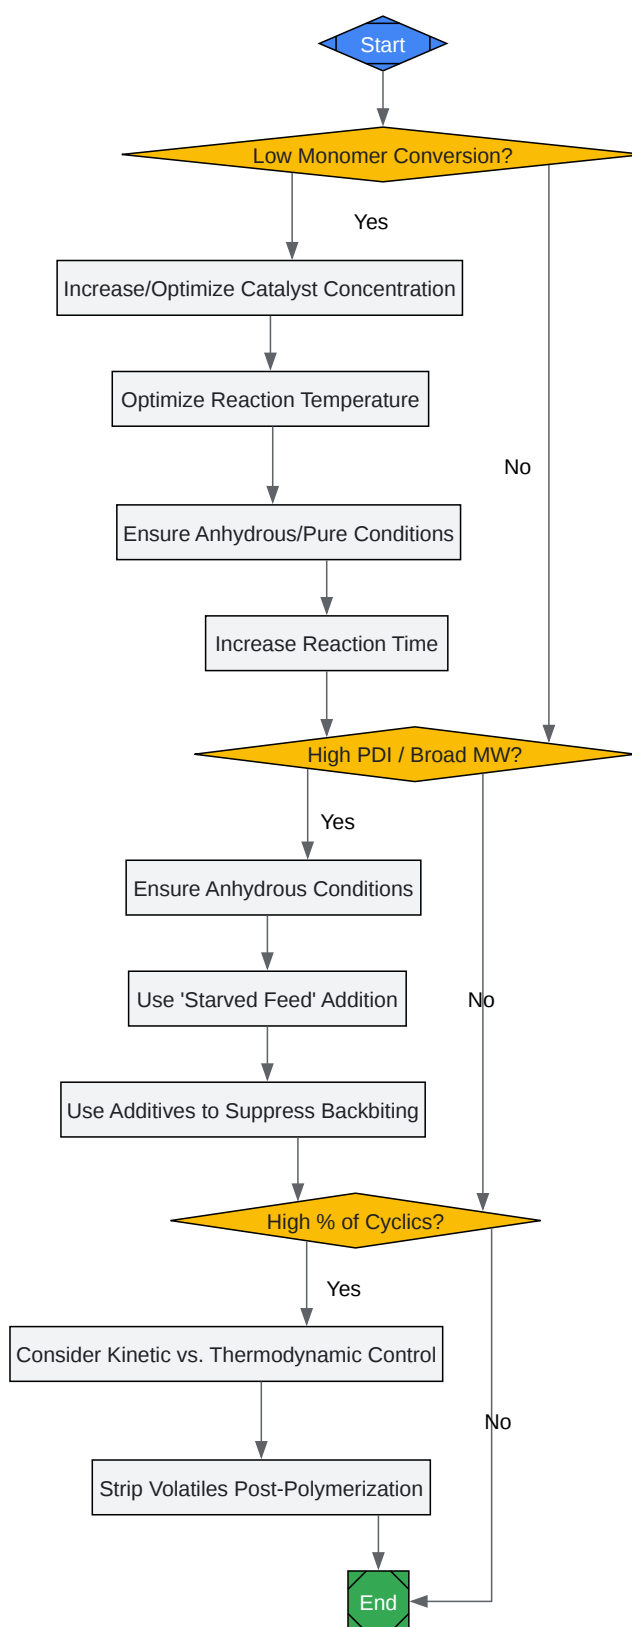 Start
Low Monomer Conversion?
Yes
Increase/Optimize Catalyst Concentration
Optimize Reaction Temperature
No
Ensure Anhydrous/Pure Conditions
Increase Reaction Time
High PDI / Broad MW?
Yes
Ensure Anhydrous Conditions
Use 'Starved Feed' Addition
No
Use Additives to Suppress Backbiting
High % of Cyclics?
Yes
Consider Kinetic vs. Thermodynamic Control
No
Strip Volatiles Post-Polymerization
End